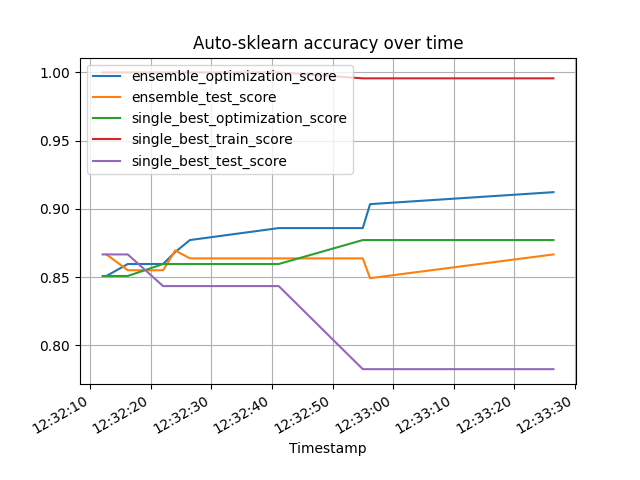 Auto-sklearn accuracy over time
1.00
0.95
0.90
0.85
0.80
ensemble_optimization_score
ensemble_test_score
single_best_optimization_score
single_best_train_score
single_best_test_score
12:32:10
12:32:20
12:32:30
12:32:40
12:32:50
12:33:00
12:33:10
12:33:20
12:33:30
Timestamp